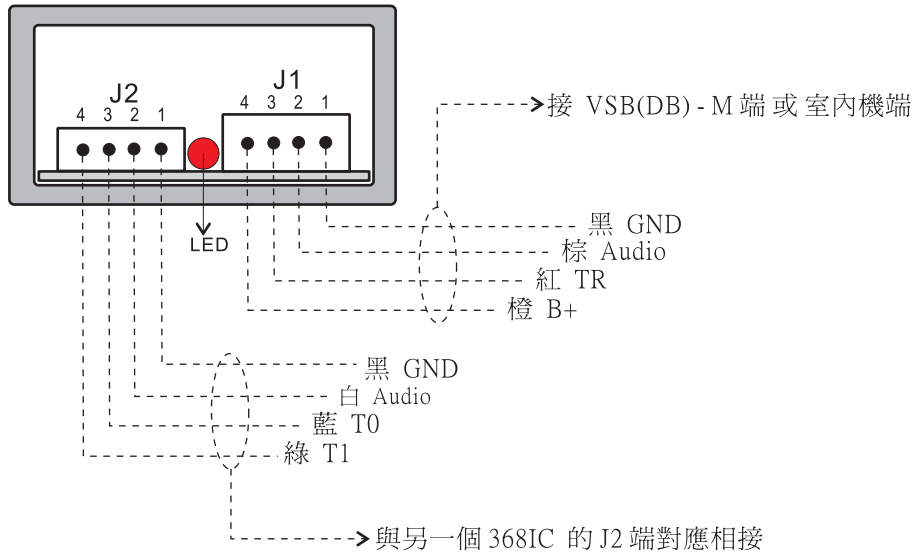 J2
4 3 2 1
J1
4 3 2 1
LED
接 VSB(DB) - M 端 或 室內機端
黑 GND
棕 Audio
紅 TR
橙 B+
黑 GND
白 Audio
藍 T0
綠 T1
與另一個 368IC 的 J2 端對應相接